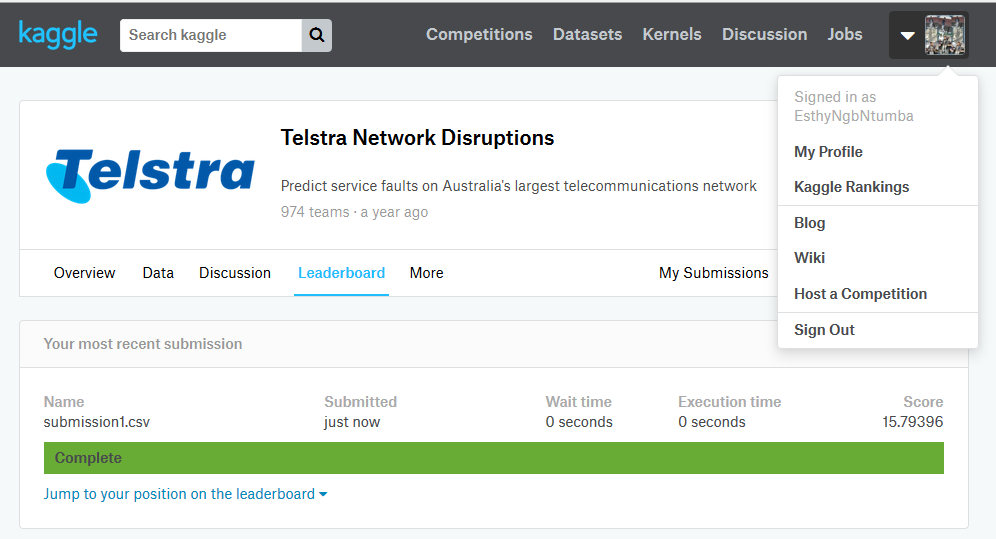 kaggle
Search kaggle
Competitions Datasets Kernels Discussion Jobs
Signed in as
EsthyNgbNtumba
My Profile
Kaggle Rankings
Blog
Wiki
Host a Competition
Sign Out
Telstra
Telstra Network Disruptions
Predict service faults on Australia's largest telecommunications network
974 teams · a year ago
Overview Data Discussion Leaderboard More My Submissions
Your most recent submission
Name Submitted Wait time Execution time Score
submission1.csv just now 0 seconds 0 seconds 15.79396
Complete
Jump to your position on the leaderboard